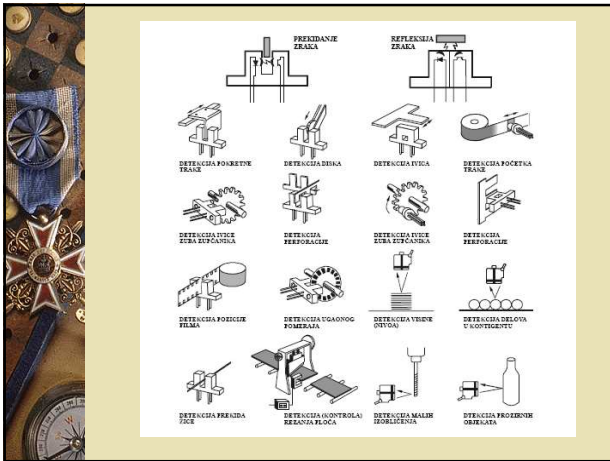 PREKIDANJE
ZRAKA
REFLEKSIJA
ZRAKA
DETEKCIJA POKRETNE
TRAKE
DETEKCIJA DISKA
DETEKCIJA IVICA
DETEKCIJA POČETKA
TRAKE
DETEKCIJA IVICE
ZUBA ZUPČANIKA
DETEKCIJA
PERFORACIJE
DETEKCIJA IVICE
ZUBA ZUPČANIKA
DETEKCIJA
PERFORACIJE
DETEKCIJA POZICIJE
FILMA
DETEKCIJA UGAONOG
POMERAJA
DETEKCIJA VISINE
(NIVOA)
DETEKCIJA DELOVA
U KONTIGENTU
DETEKCIJA PREKIDA
ŽICE
DETEKCIJA (KONTROLA)
REZANJA PLOČA
DETEKCIJA MALIH
IZOBLIČENJA
DTEKCIJA PROZIRNIH
OBJEKATA